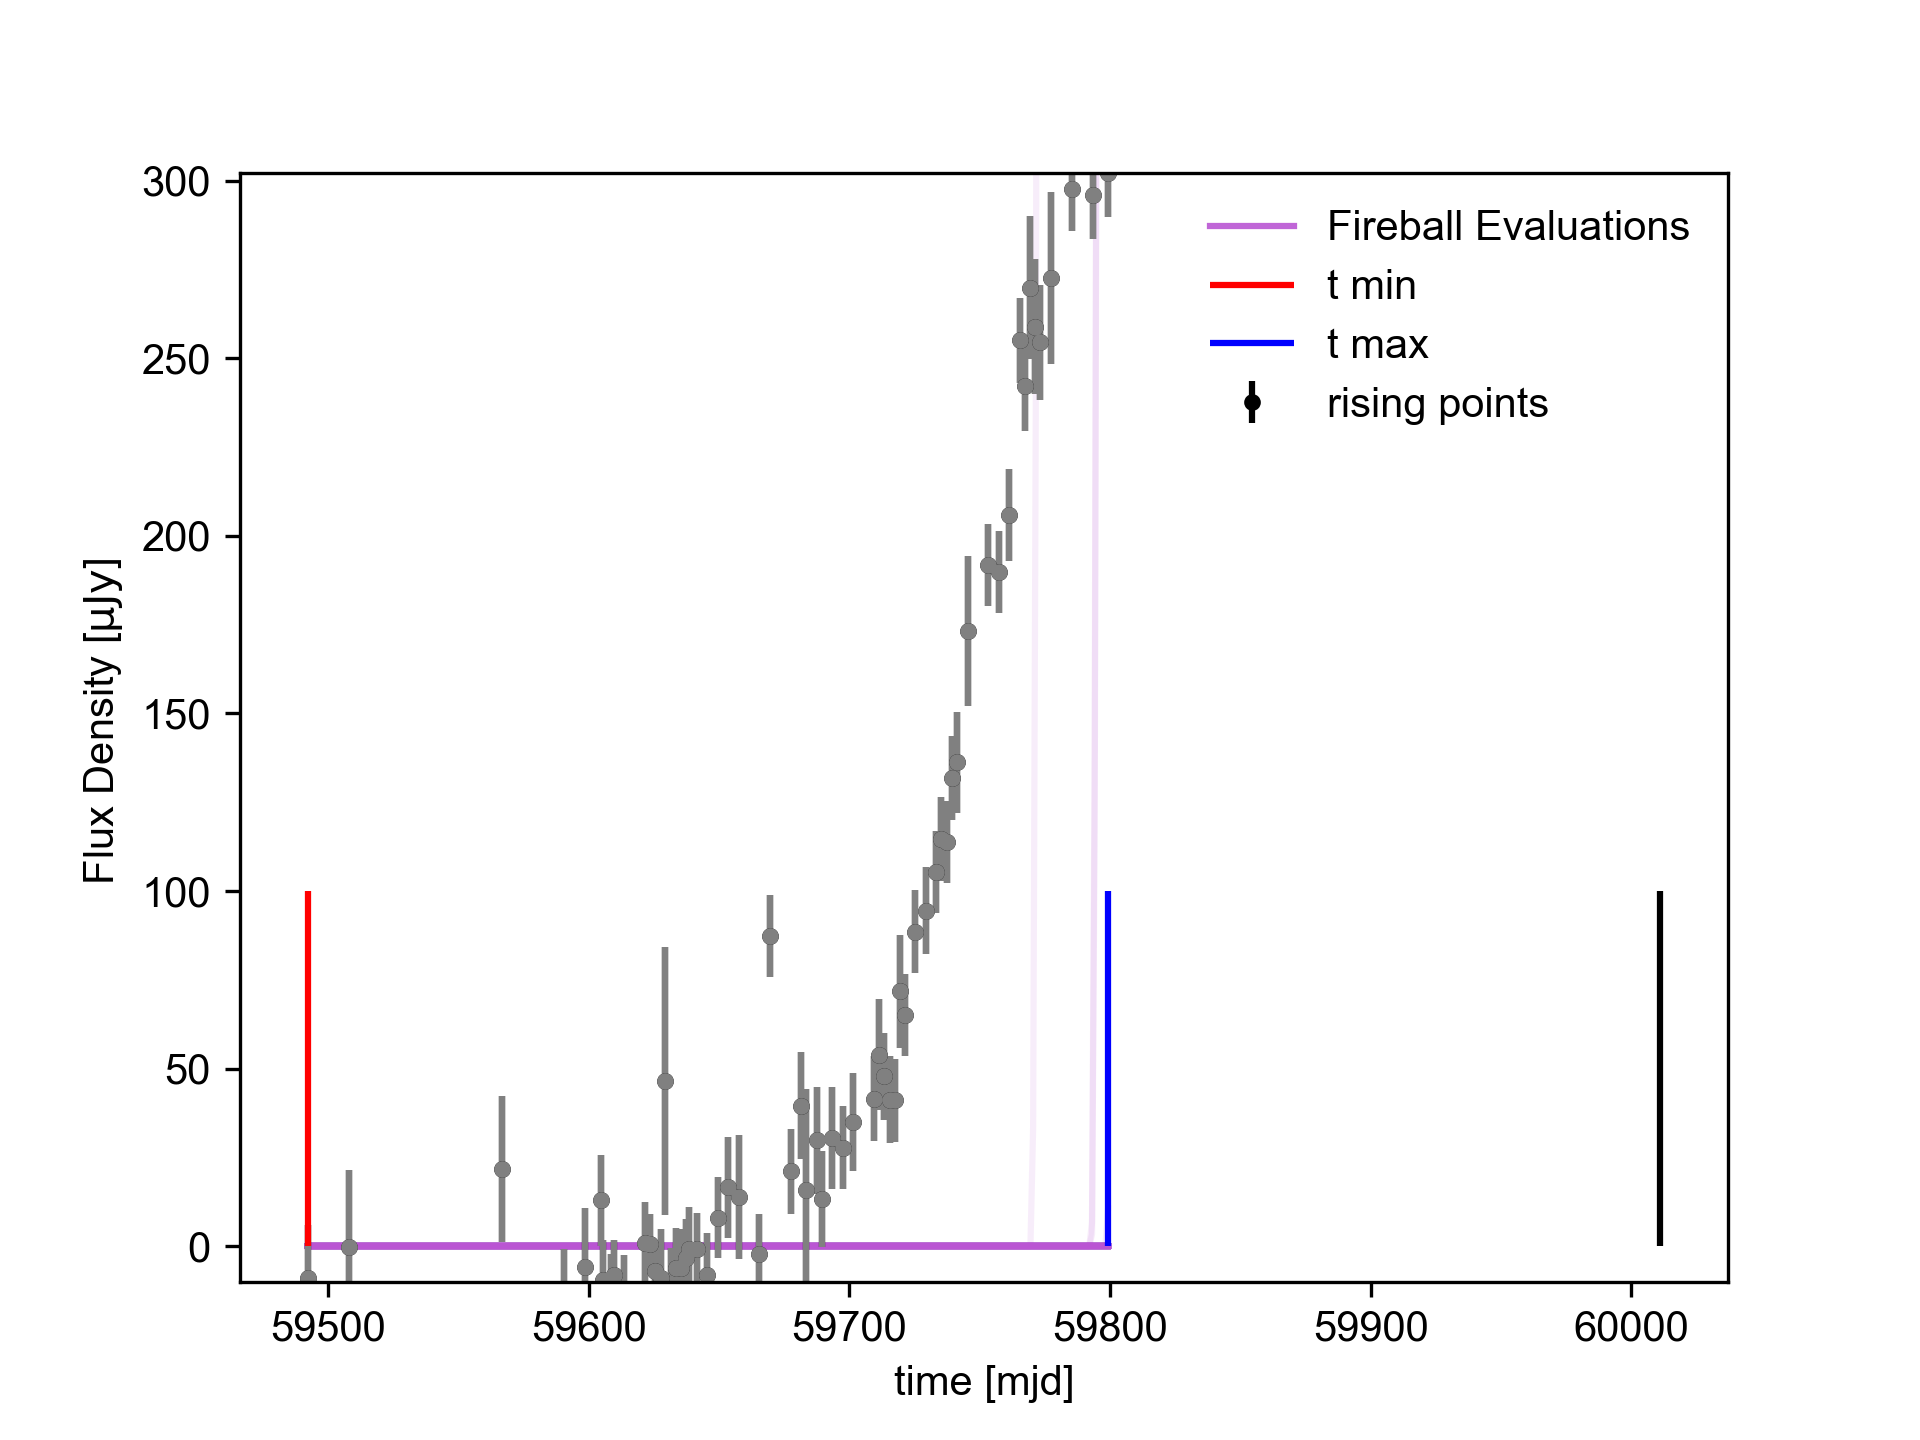 300
250
200
150
100
50
0
Flux Density [µJy]
Fireball Evaluations
t min
t max
rising points
59500 59600 59700 59800 59900 60000
time [mjd]